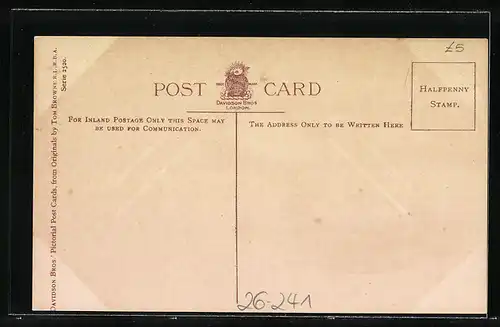 £5
POST CARD
DAVIDSON BROS
LONDON.
HALFPENNY
STAMP.
FOR INLAND POSTAGE ONLY THIS SPACE MAY
BE USED FOR COMMUNICATION.
THE ADDRESS ONLY TO BE WRITTEN HERE
DAVIDSON BROS' Pictorial Post Cards, from Originals by TOM BROWNE R.I., R.B.A.
Serie 2520.
26-241